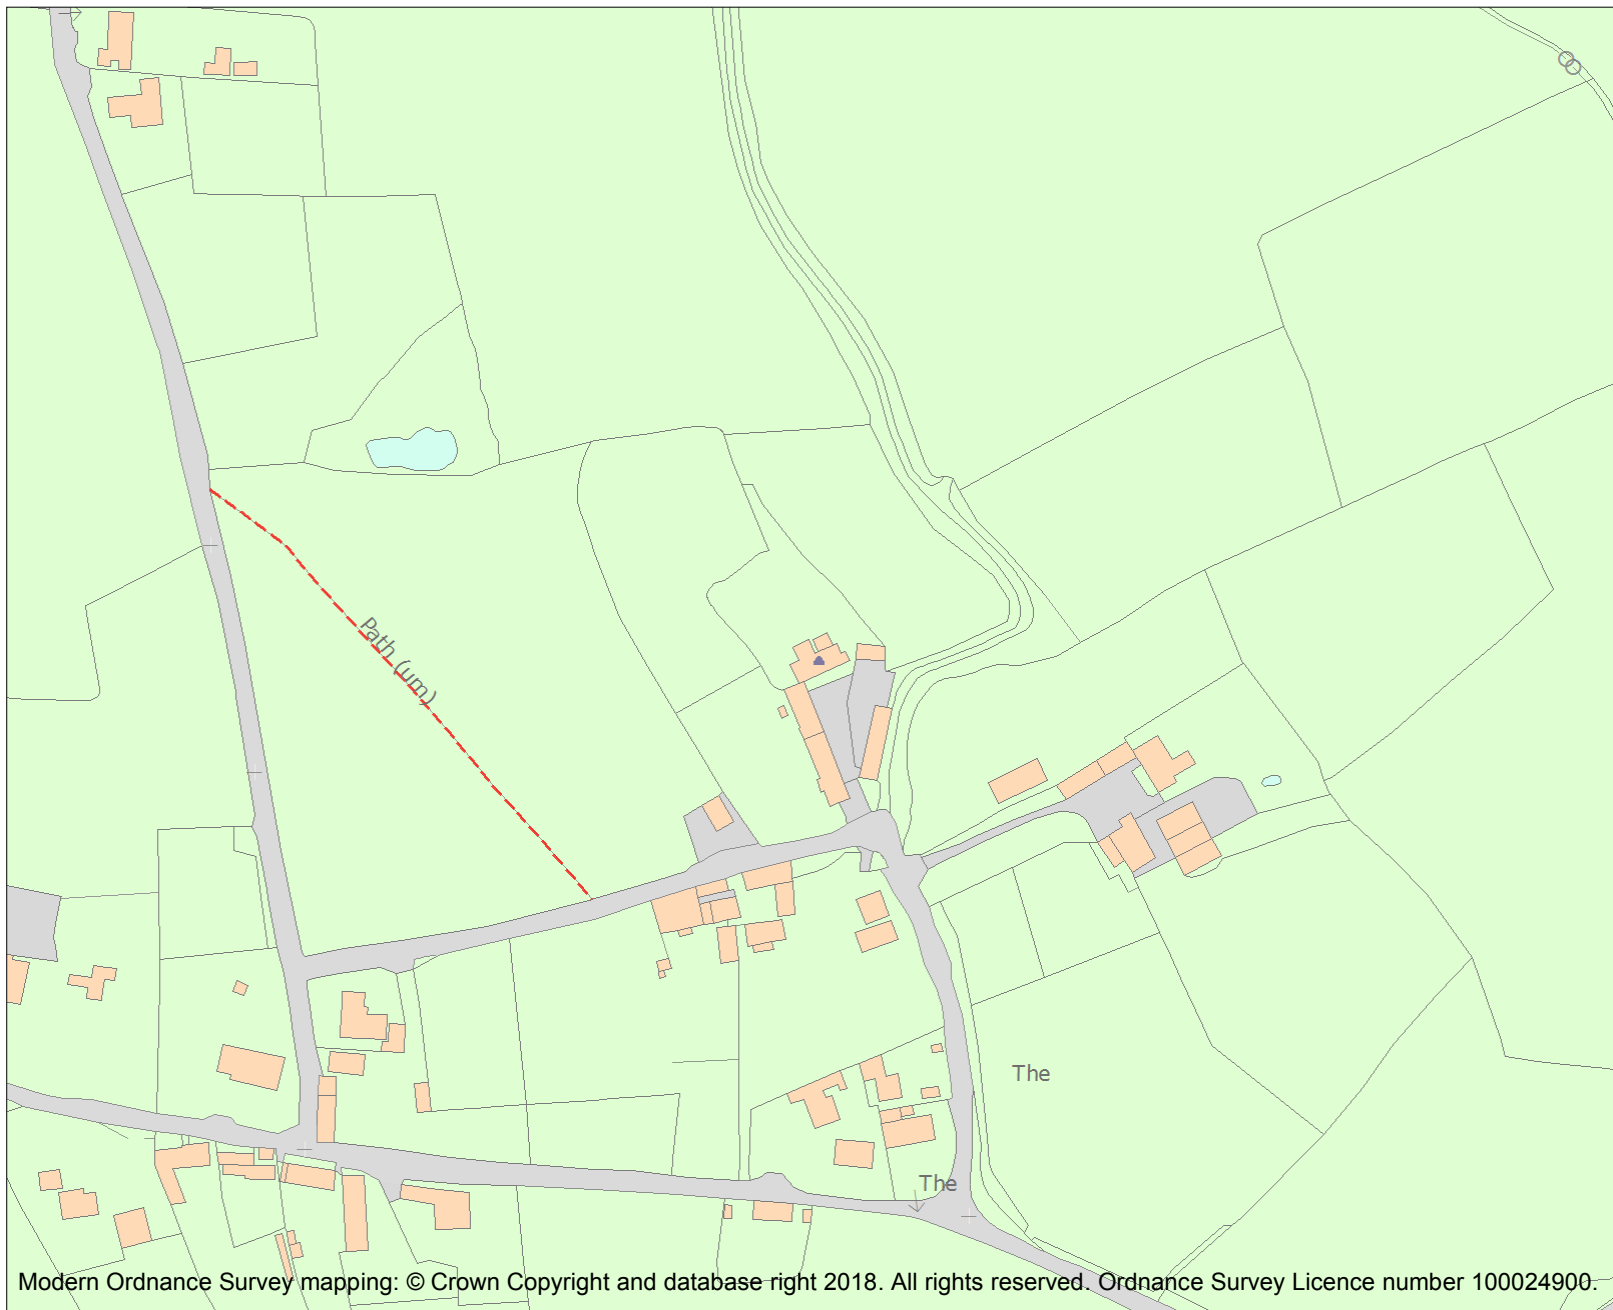 Path (um)
The
The
Modern Ordnance Survey mapping: © Crown Copyright and database right 2018. All rights reserved. Ordnance Survey Licence number 100024900.